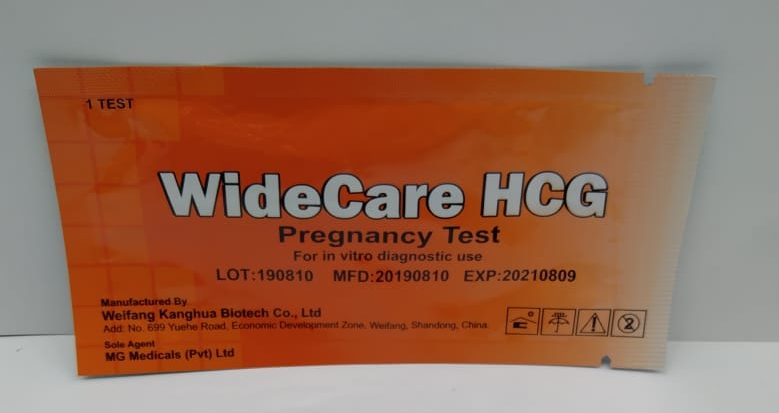 1 TEST
WideCare HCG
Pregnancy Test
For in vitro diagnostic use
LOT:190810 MFD:20190810 EXP:20210809
Manufactured By
Weifang Kanghua Biotech Co., Ltd
Add: No. 699 Yuehe Road, Economic Development Zone, Weifang, Shandong, China.
Sole Agent
MG Medicals (Pvt) Ltd
2